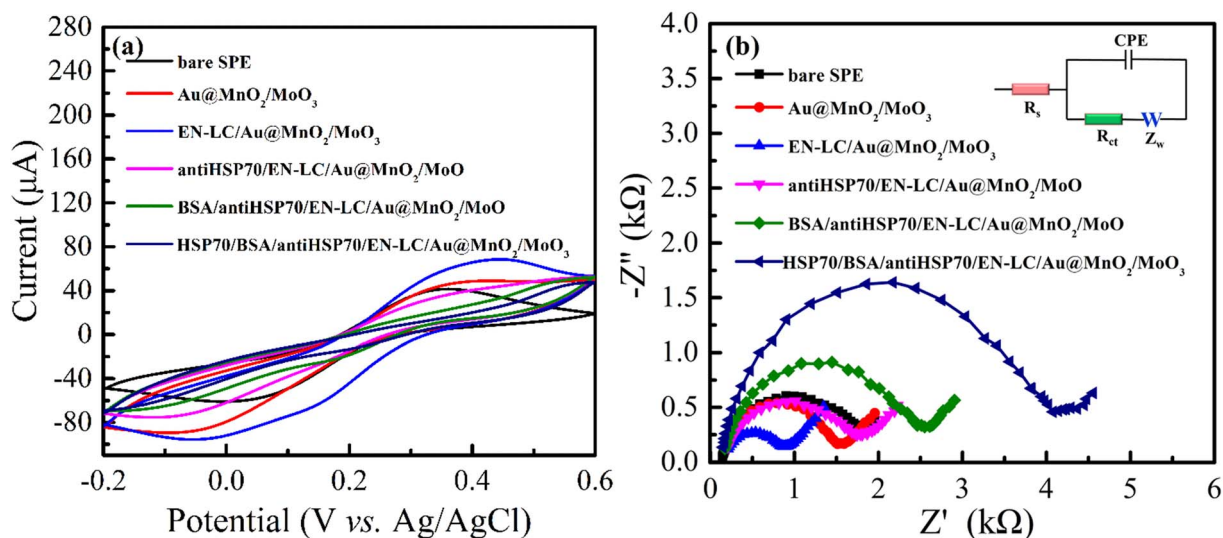 (a)
280
240
200
160
120
80
40
0
-40
-80
Current (μA)
bare SPE
Au@MnO₂/MoO₃
EN-LC/Au@MnO₂/MoO₃
antiHSP70/EN-LC/Au@MnO₂/MoO
BSA/antiHSP70/EN-LC/Au@MnO₂/MoO
HSP70/BSA/antiHSP70/EN-LC/Au@MnO₂/MoO₃
-0.2 0.0 0.2 0.4 0.6
Potential (V vs. Ag/AgCl)
(b)
4.0
3.5
3.0
2.5
2.0
1.5
1.0
0.5
0.0
-Z" (kΩ)
bare SPE
Au@MnO₂/MoO₃
EN-LC/Au@MnO₂/MoO₃
antiHSP70/EN-LC/Au@MnO₂/MoO
BSA/antiHSP70/EN-LC/Au@MnO₂/MoO
HSP70/BSA/antiHSP70/EN-LC/Au@MnO₂/MoO₃
CPE
Rₛ
W
R_ct Z_w
0 1 2 3 4 5 6
Z' (kΩ)